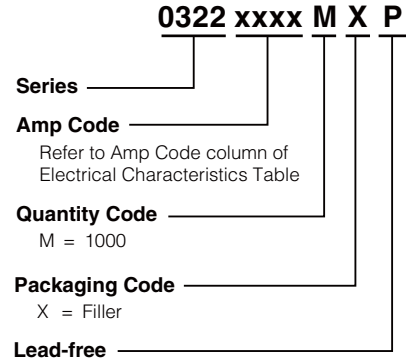 0322 xxxx M X P
Series
Amp Code
Refer to Amp Code column of
Electrical Characteristics Table
Quantity Code
M = 1000
Packaging Code
X = Filler
Lead-free